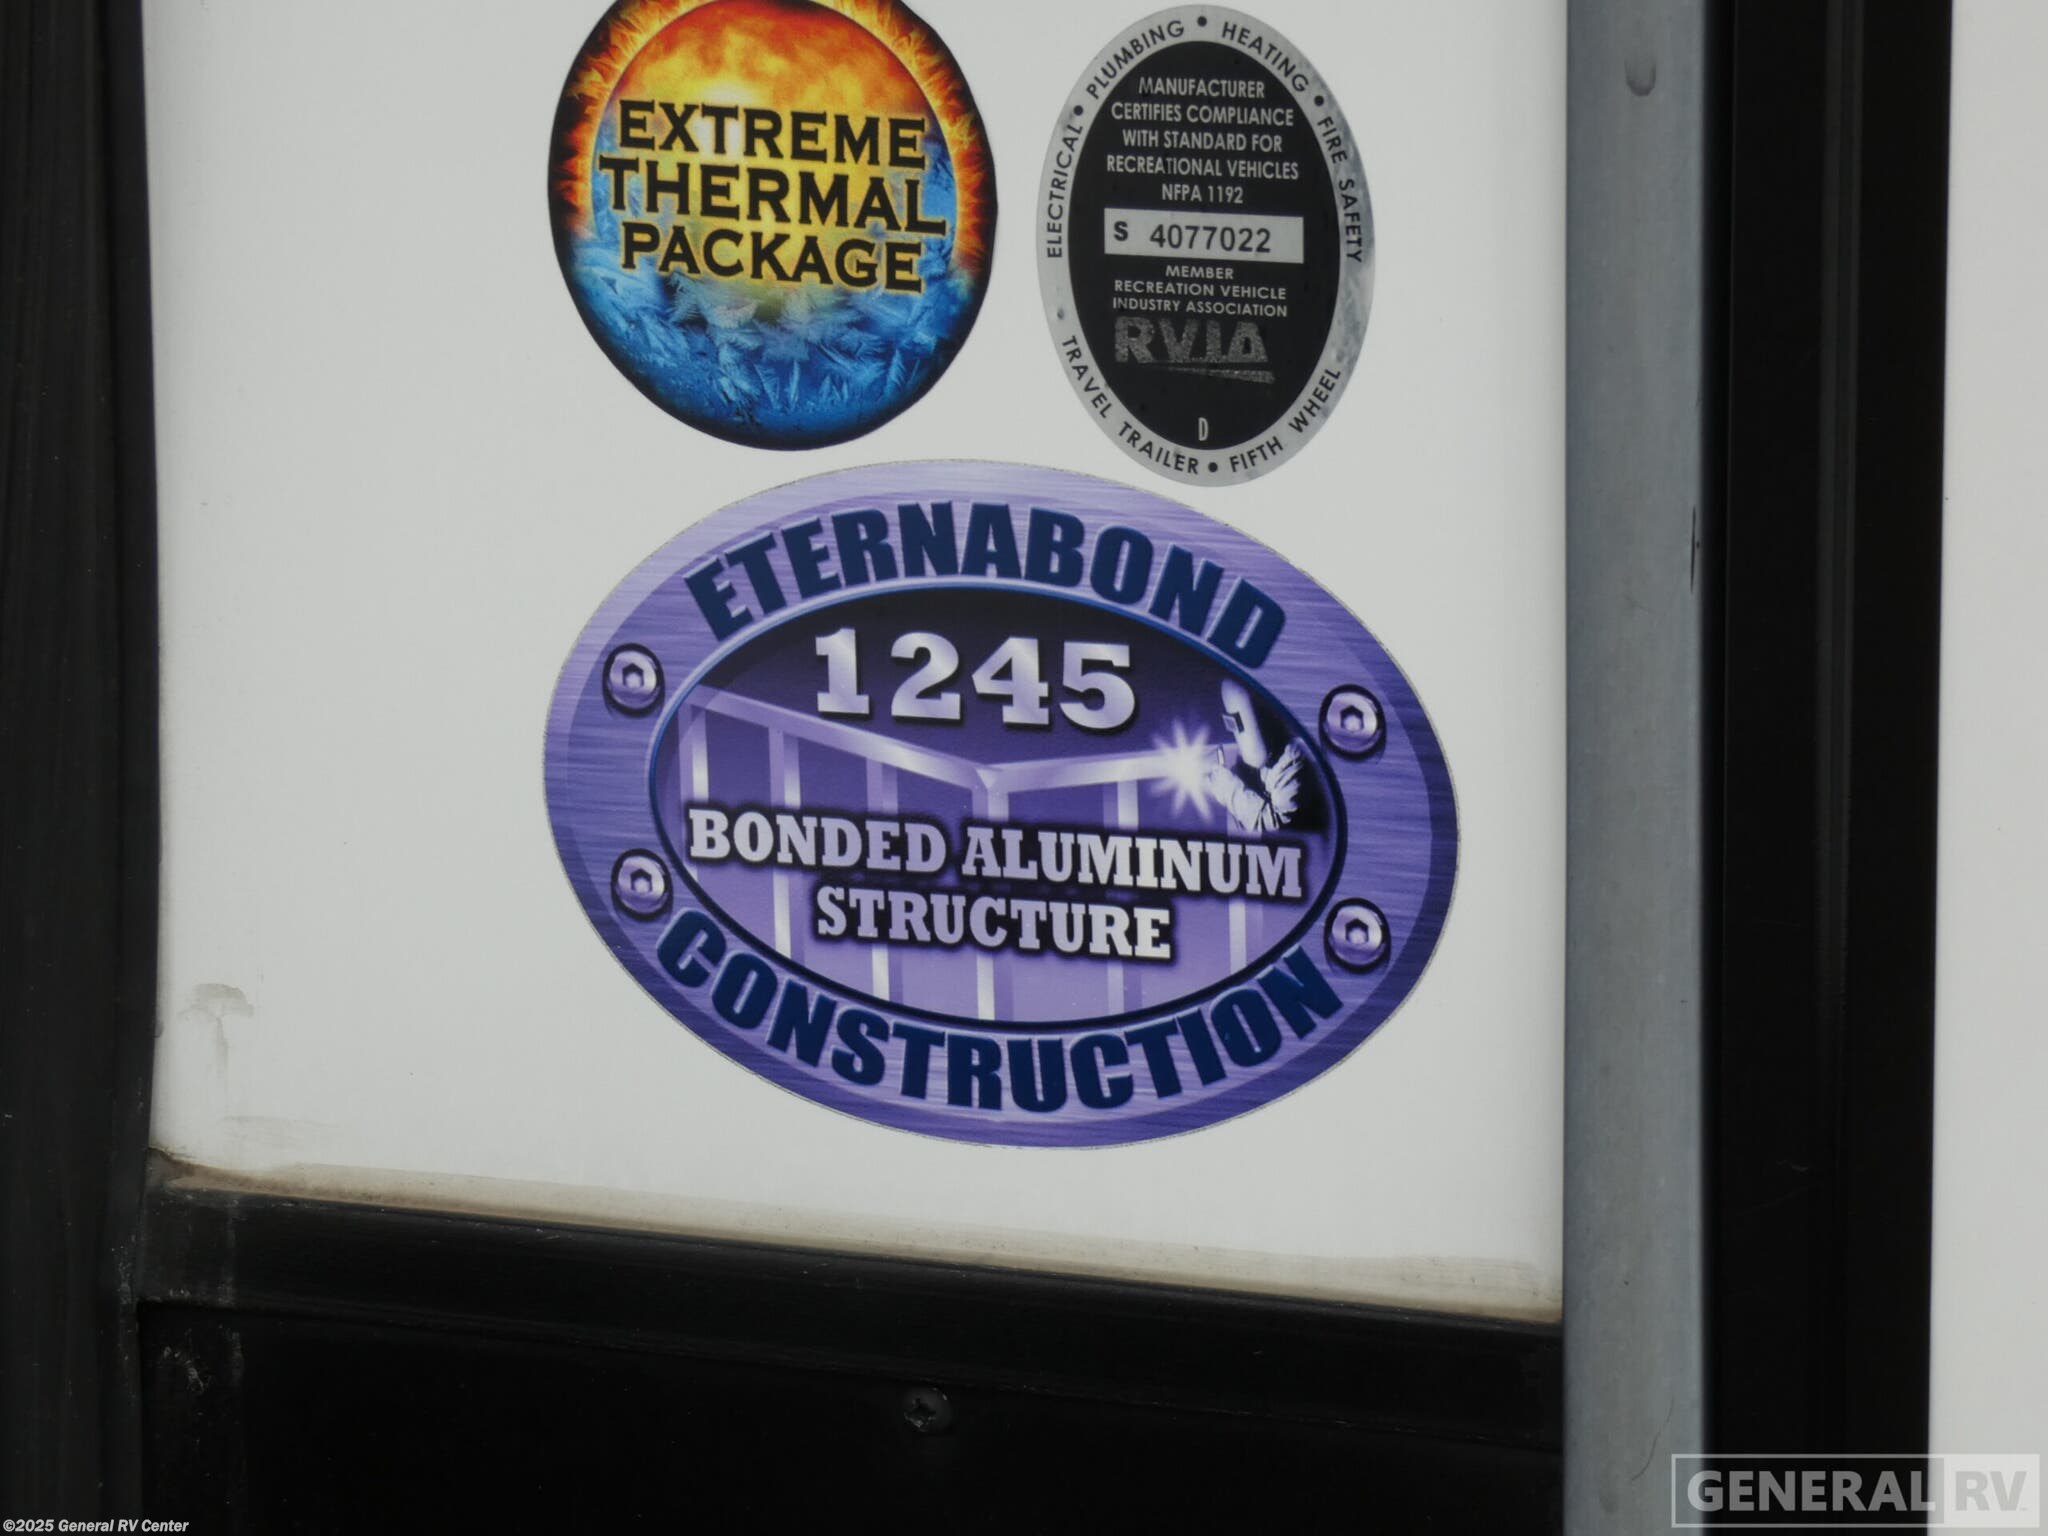 EXTREME
THERMAL
PACKAGE
ELECTRICAL • PLUMBING • HEATING • FIRE SAFETY
MANUFACTURER
CERTIFIES COMPLIANCE
WITH STANDARD FOR
RECREATIONAL VEHICLES
NFPA 1192
S 4077022
MEMBER
RECREATION VEHICLE
INDUSTRY ASSOCIATION
RVIA
D
TRAVEL TRAILER • FIFTH WHEEL
ETERNABOND
1245
BONDED ALUMINUM
STRUCTURE
CONSTRUCTION
GENERAL RV
©2025 General RV Center